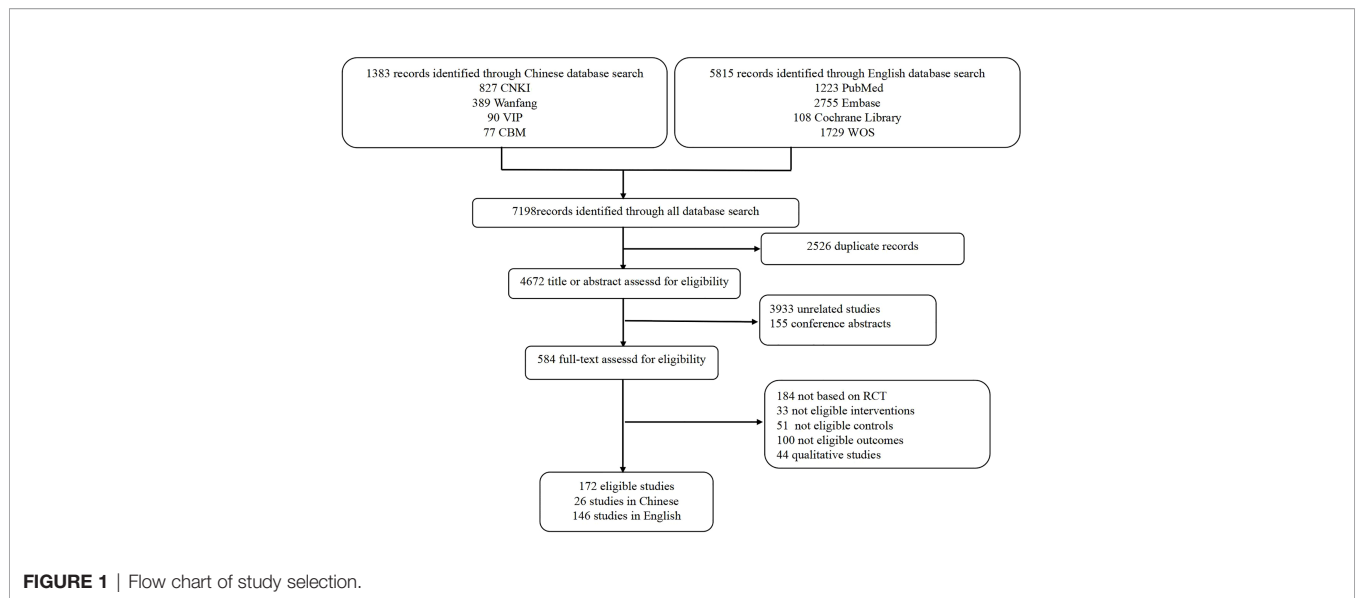 1383 records identified through Chinese database search
827 CNKI
389 Wanfang
90 VIP
77 CBM
5815 records identified through English database search
1223 PubMed
2755 Embase
108 Cochrane Library
1729 WOS
7198records identified through all database search
2526 duplicate records
4672 title or abstract assessd for eligibility
3933 unrelated studies
155 conference abstracts
584 full-text assessd for eligibility
184 not based on RCT
33 not eligible interventions
51 not eligible controls
100 not eligible outcomes
44 qualitative studies
172 eligible studies
26 studies in Chinese
146 studies in English
FIGURE 1 | Flow chart of study selection.